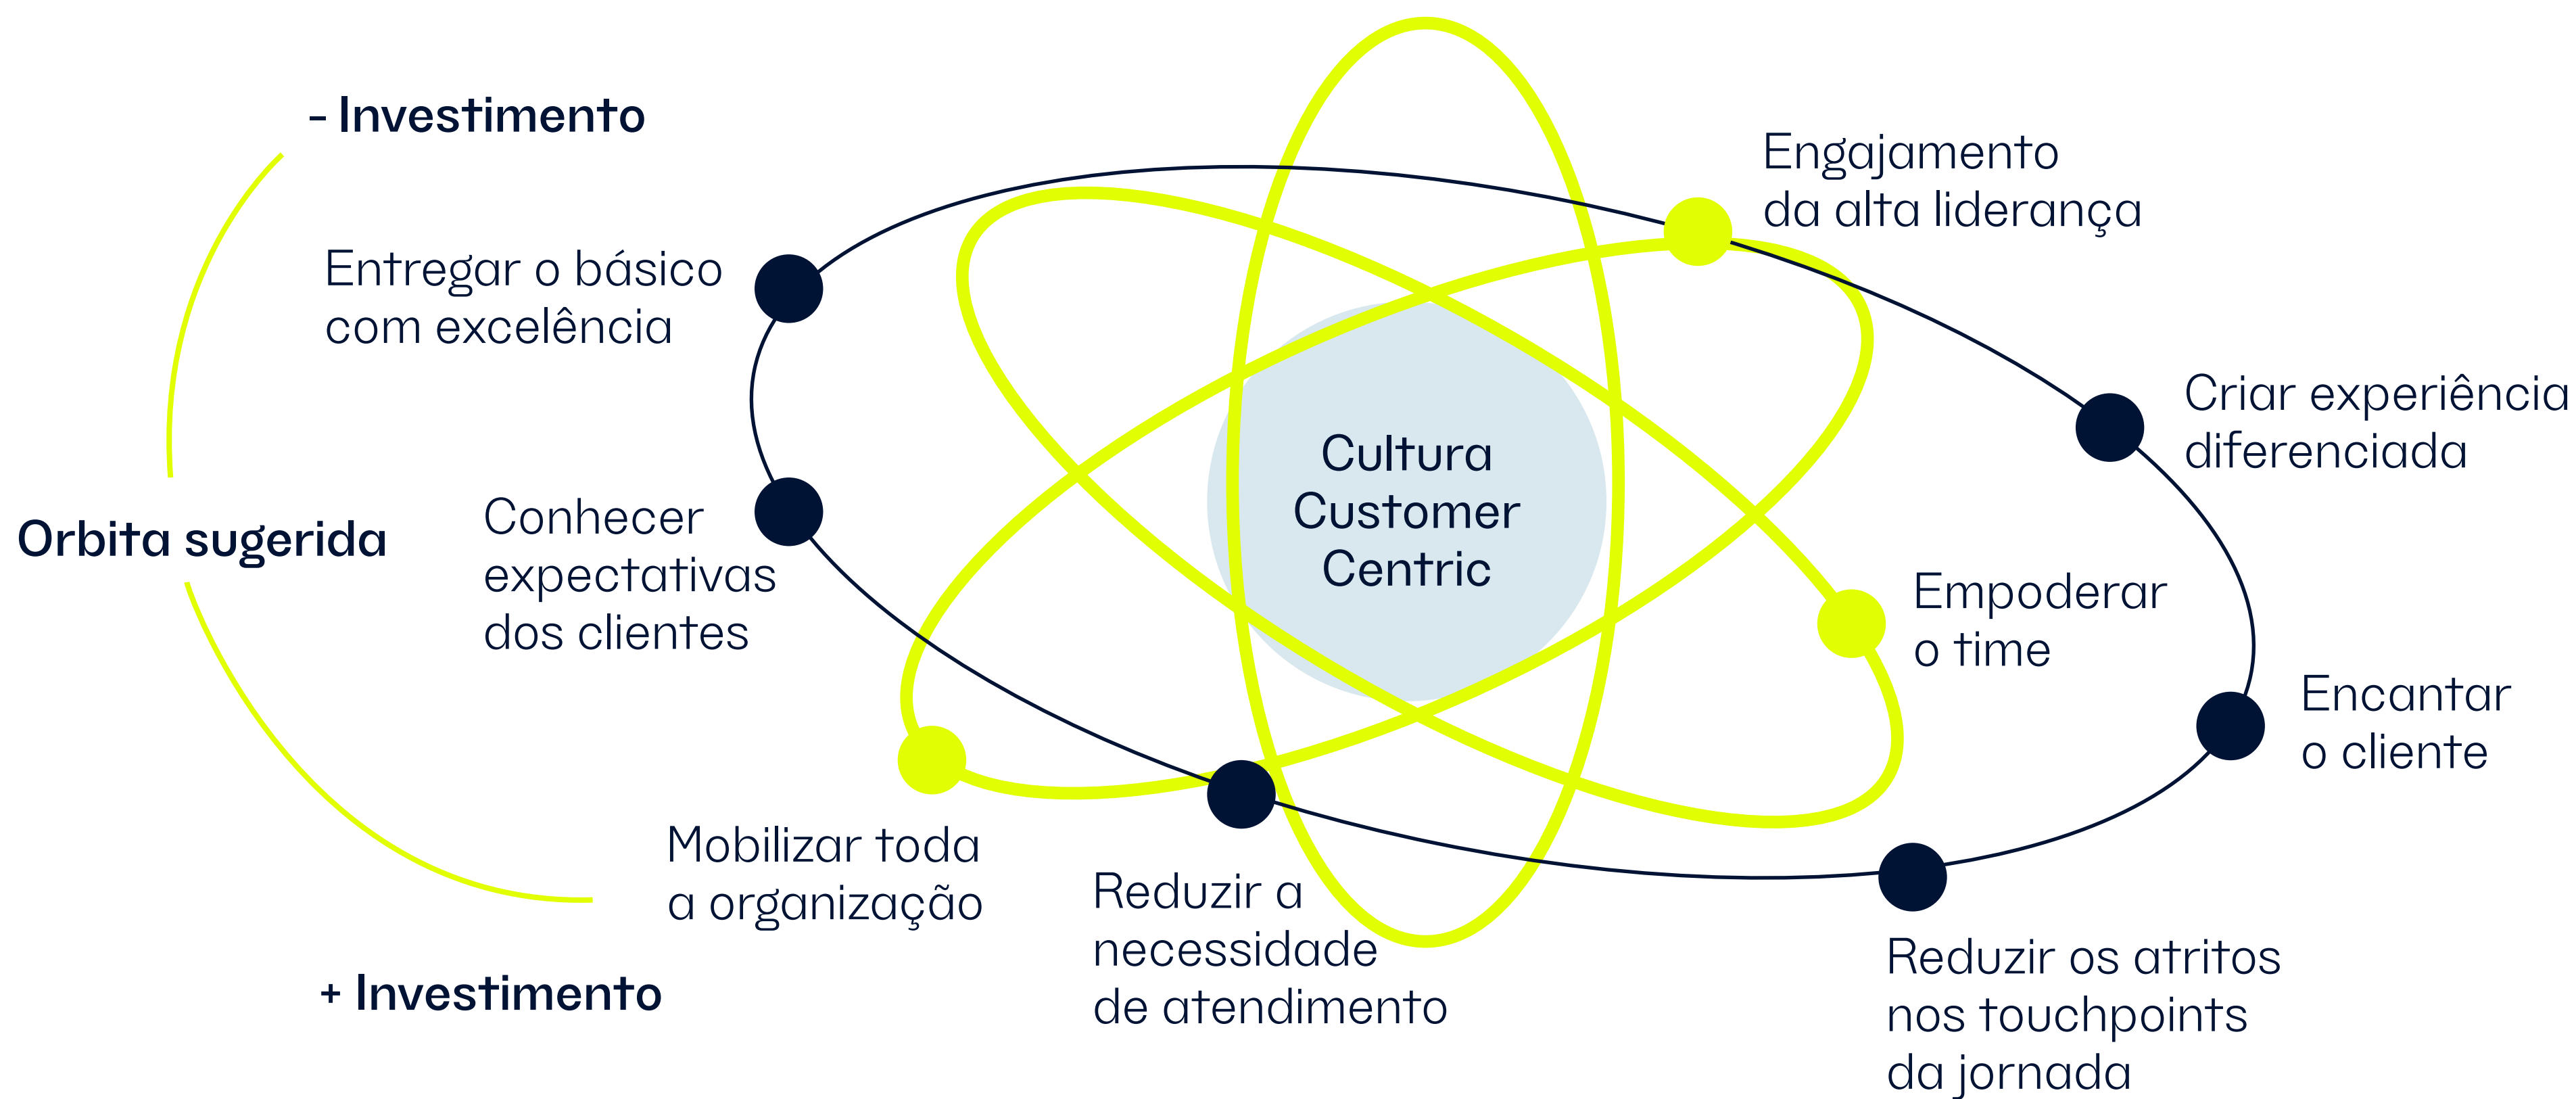 - Investimento
Entregar o básico
com excelência
Orbita sugerida
Conhecer
expectativas
dos clientes
Mobilizar toda
a organização
+ Investimento
Cultura
Customer
Centric
Engajamento
da alta liderança
Criar experiência
diferenciada
Empoderar
o time
Encantar
o cliente
Reduzir a
necessidade
de atendimento
Reduzir os atritos
nos touchpoints
da jornada